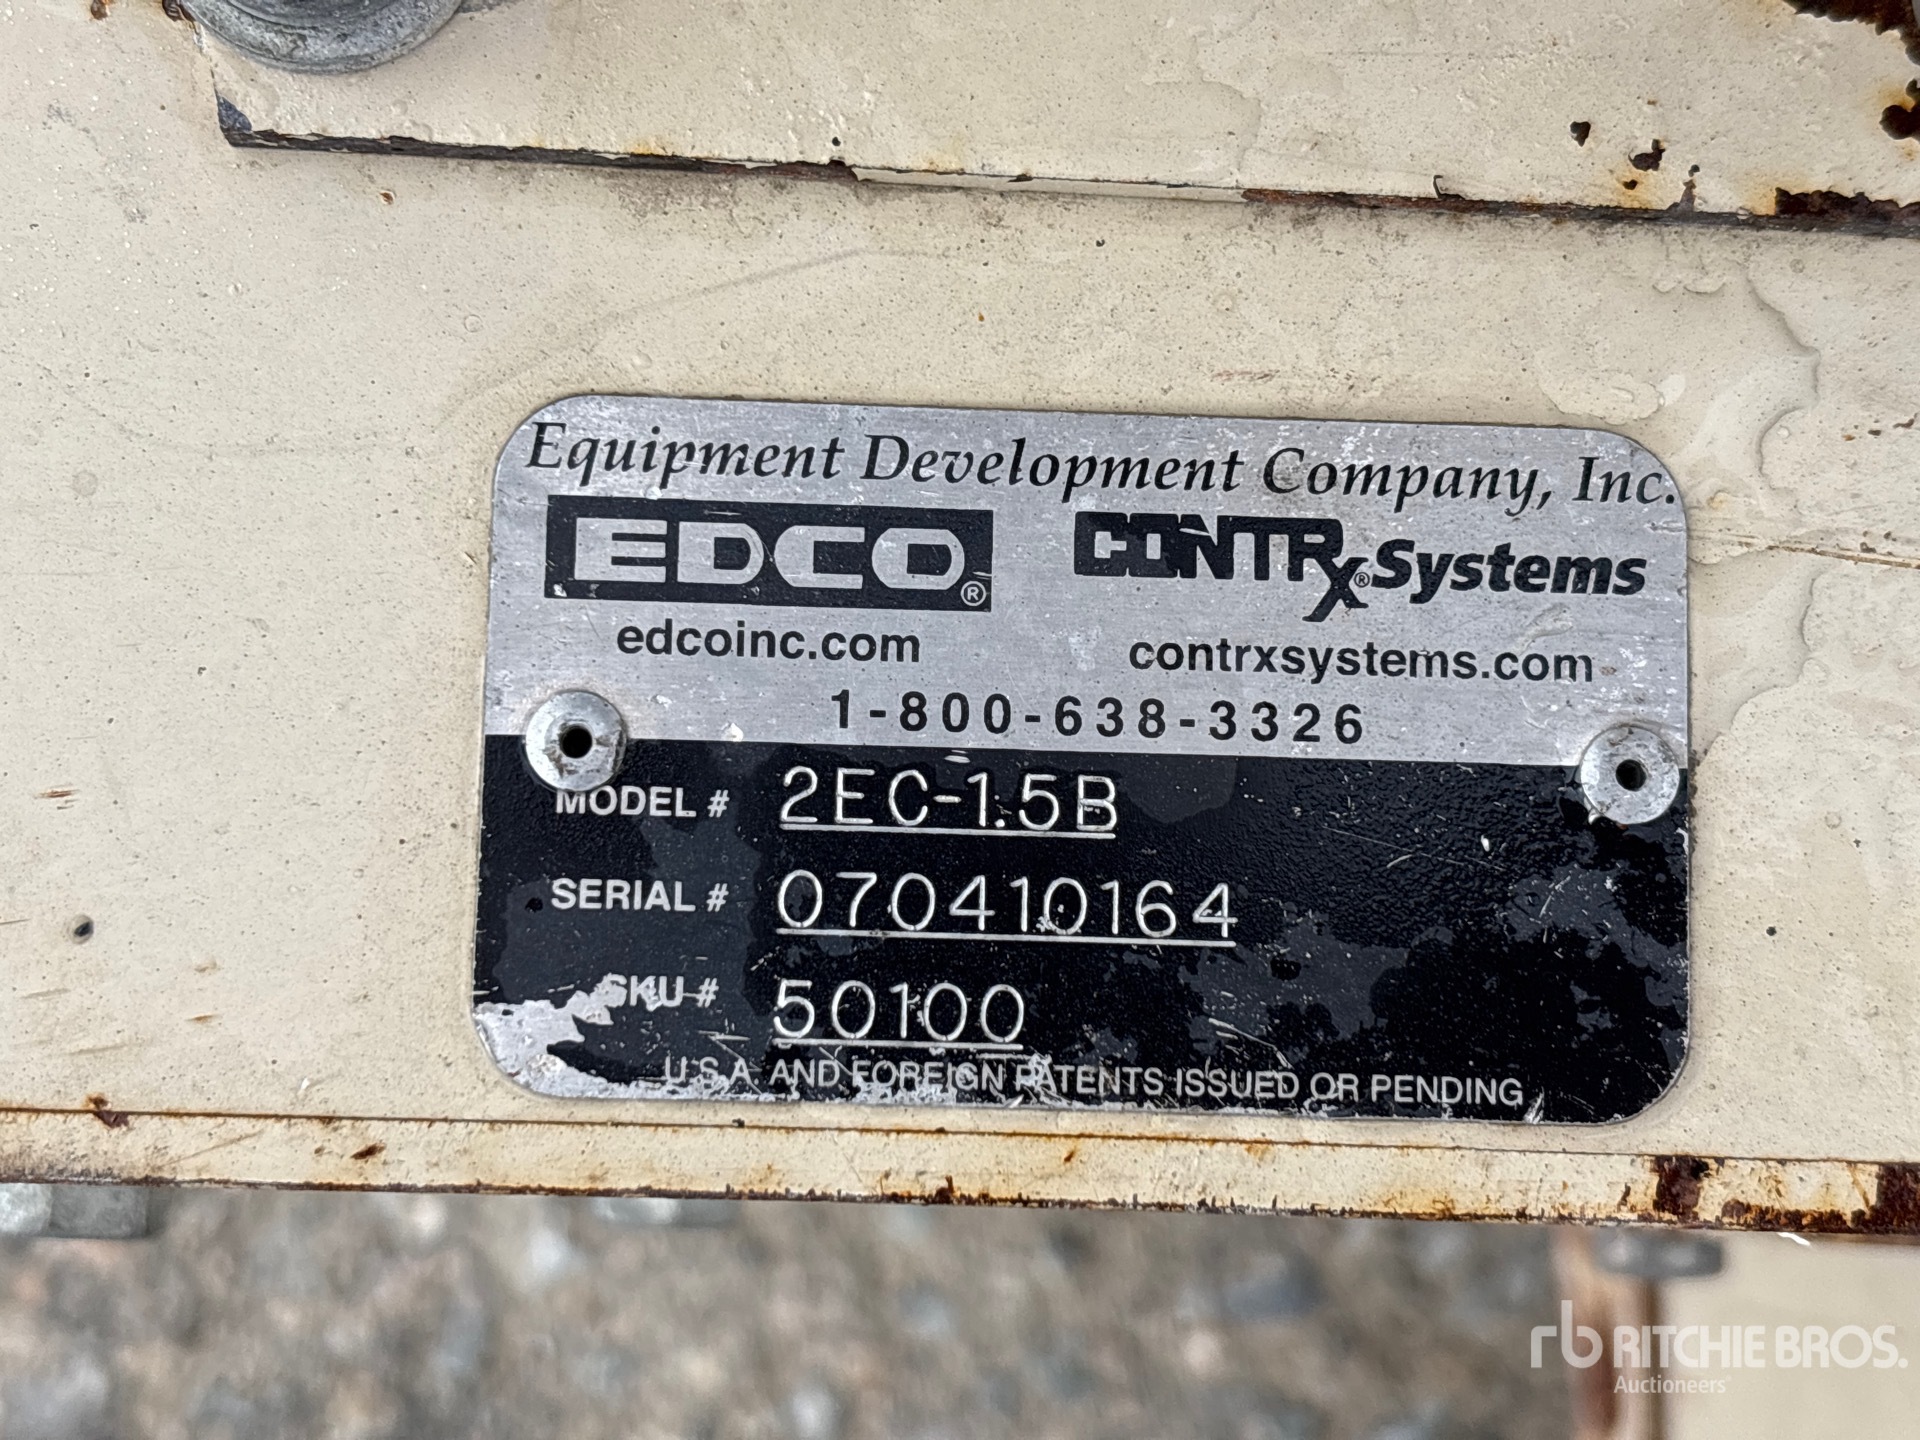 Equipment Development Company, Inc.
EDCO® CONTRx® Systems
edcoinc.com contrxsystems.com
1-800-638-3326
MODEL # 2EC-1.5B
SERIAL # 070410164
SKU # 50100
U.S.A. AND FOREIGN PATENTS ISSUED OR PENDING
rb RITCHIE BROS.
Auctioneers